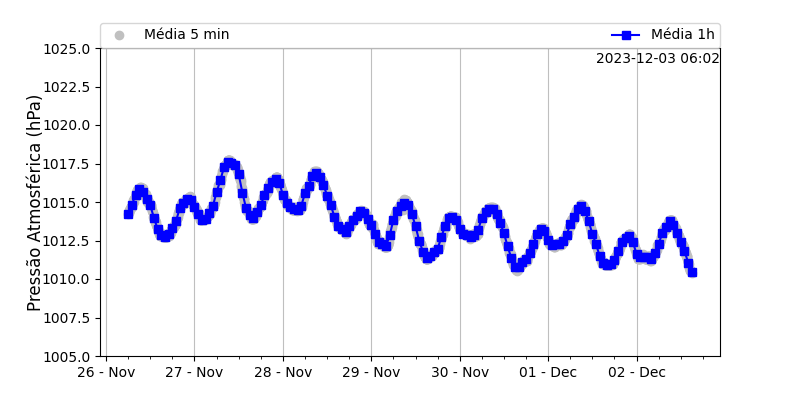 Média 5 min
Média 1h
2023-12-03 06:02
Pressão Atmosférica (hPa)
1025.0
1022.5
1020.0
1017.5
1015.0
1012.5
1010.0
1007.5
1005.0
26 - Nov
27 - Nov
28 - Nov
29 - Nov
30 - Nov
01 - Dec
02 - Dec